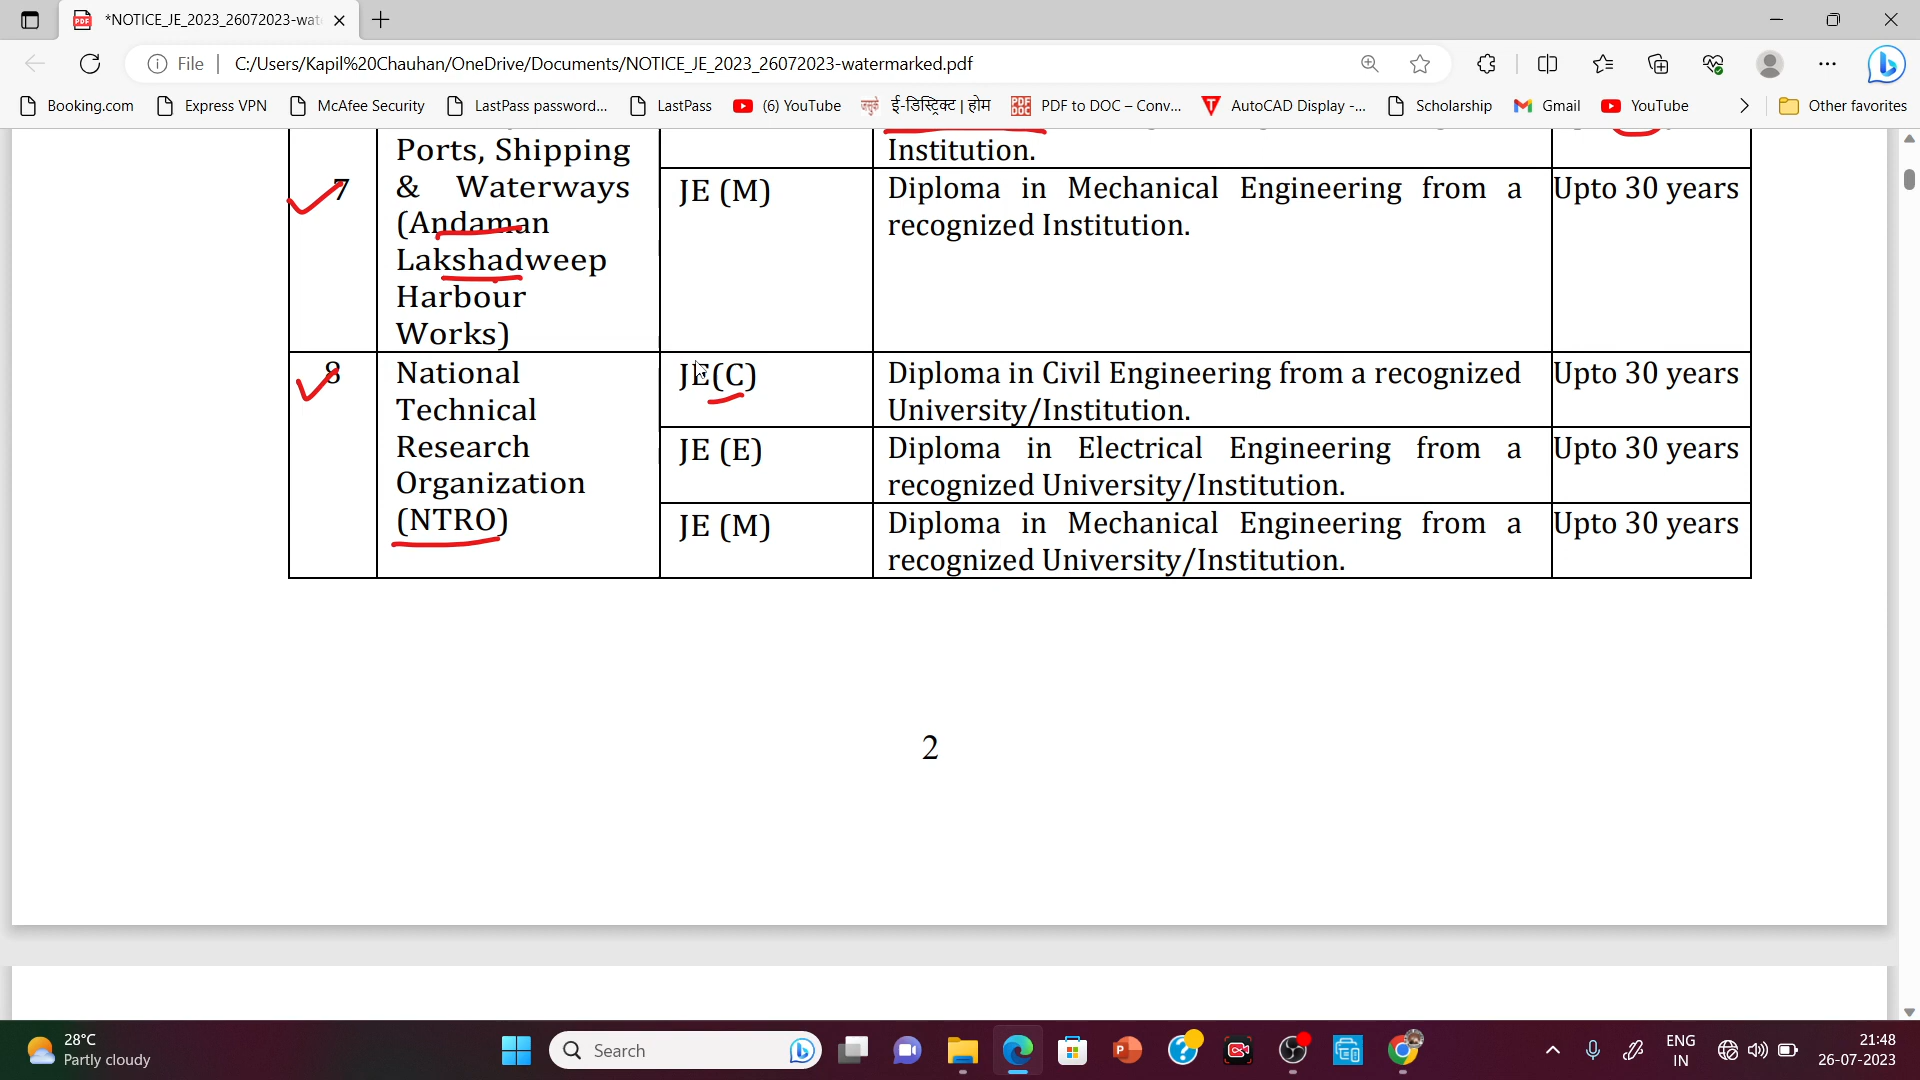 *NOTICE_JE_2023_26072023-wat
File
C:/Users/Kapil%20Chauhan/OneDrive/Documents/NOTICE_JE_2023_26072023-watermarked.pdf
Booking.com Express VPN McAfee Security LastPass password... LastPass (6) YouTube ई-डिस्ट्रिक्ट | होम PDF to DOC – Conv... AutoCAD Display -... Scholarship Gmail YouTube Other favorites
Ports, Shipping
Institution.
7 & Waterways JE (M) Diploma in Mechanical Engineering from a Upto 30 years
(Andaman recognized Institution.
Lakshadweep
Harbour
Works)
8 National JE(C) Diploma in Civil Engineering from a recognized Upto 30 years
Technical University/Institution.
Research JE (E) Diploma in Electrical Engineering from a Upto 30 years
Organization recognized University/Institution.
(NTRO) JE (M) Diploma in Mechanical Engineering from a Upto 30 years
recognized University/Institution.
2
28°C
Partly cloudy
Search
ENG
IN
21:48
26-07-2023